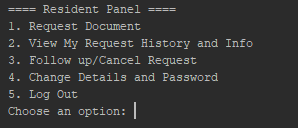 ==== Resident Panel ====
1. Request Document
2. View My Request History and Info
3. Follow up/Cancel Request
4. Change Details and Password
5. Log Out
Choose an option: